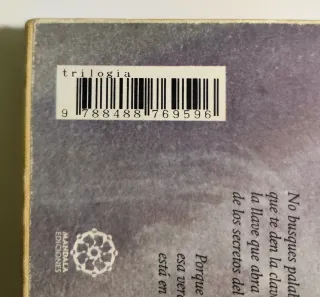 trilogia
9 788488 769596
MANDALA
EDICIONES
No busques palab
que te den la clav
la llave que abra
de los secretos del
Porque
esa verd
está en